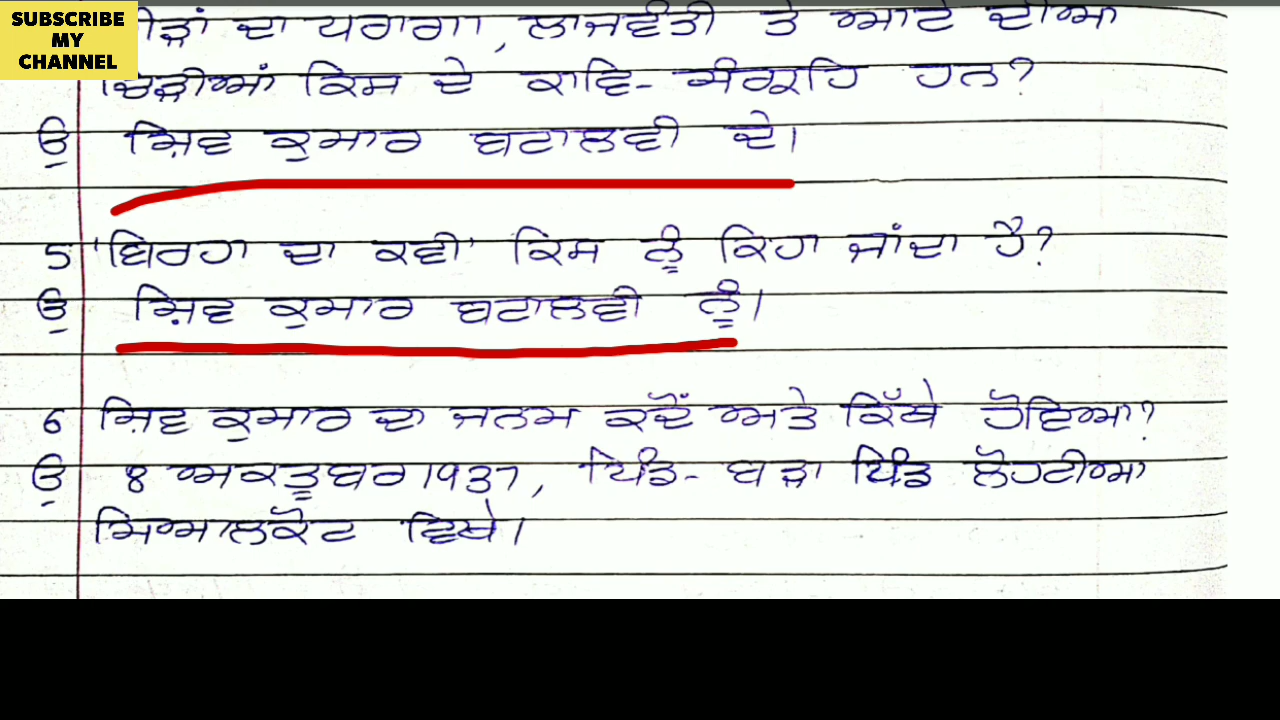 SUBSCRIBE
MY
CHANNEL
ਦਾ ਪਰਾਗਾ, ਲਾਜਵੰਤੀ ਤੇ ਆਟੇ ਦੀਆਂ
ਚਿੜੀਆਂ ਕਿਸ ਦੇ ਕਾਵਿ- ਸੰਗ੍ਰਹਿ ਹਨ?
ਉ ਸ਼ਿਵ ਕੁਮਾਰ ਬਟਾਲਵੀ ਦੇ।
5 'ਬਿਰਹਾ ਦਾ ਕਵੀ' ਕਿਸ ਨੂੰ ਕਿਹਾ ਜਾਂਦਾ ਹੈ?
ਉ ਸ਼ਿਵ ਕੁਮਾਰ ਬਟਾਲਵੀ ਨੂੰ।
6 ਸ਼ਿਵ ਕੁਮਾਰ ਦਾ ਜਨਮ ਕਦੋਂ ਅਤੇ ਕਿੱਥੇ ਹੋਇਆ?
ਉ 8 ਅਕਤੂਬਰ 1937, ਪਿੰਡ- ਬੜਾ ਪਿੰਡ ਲੋਹਟੀਆ
ਸਿਆਲਕੋਟ ਵਿਖੇ।